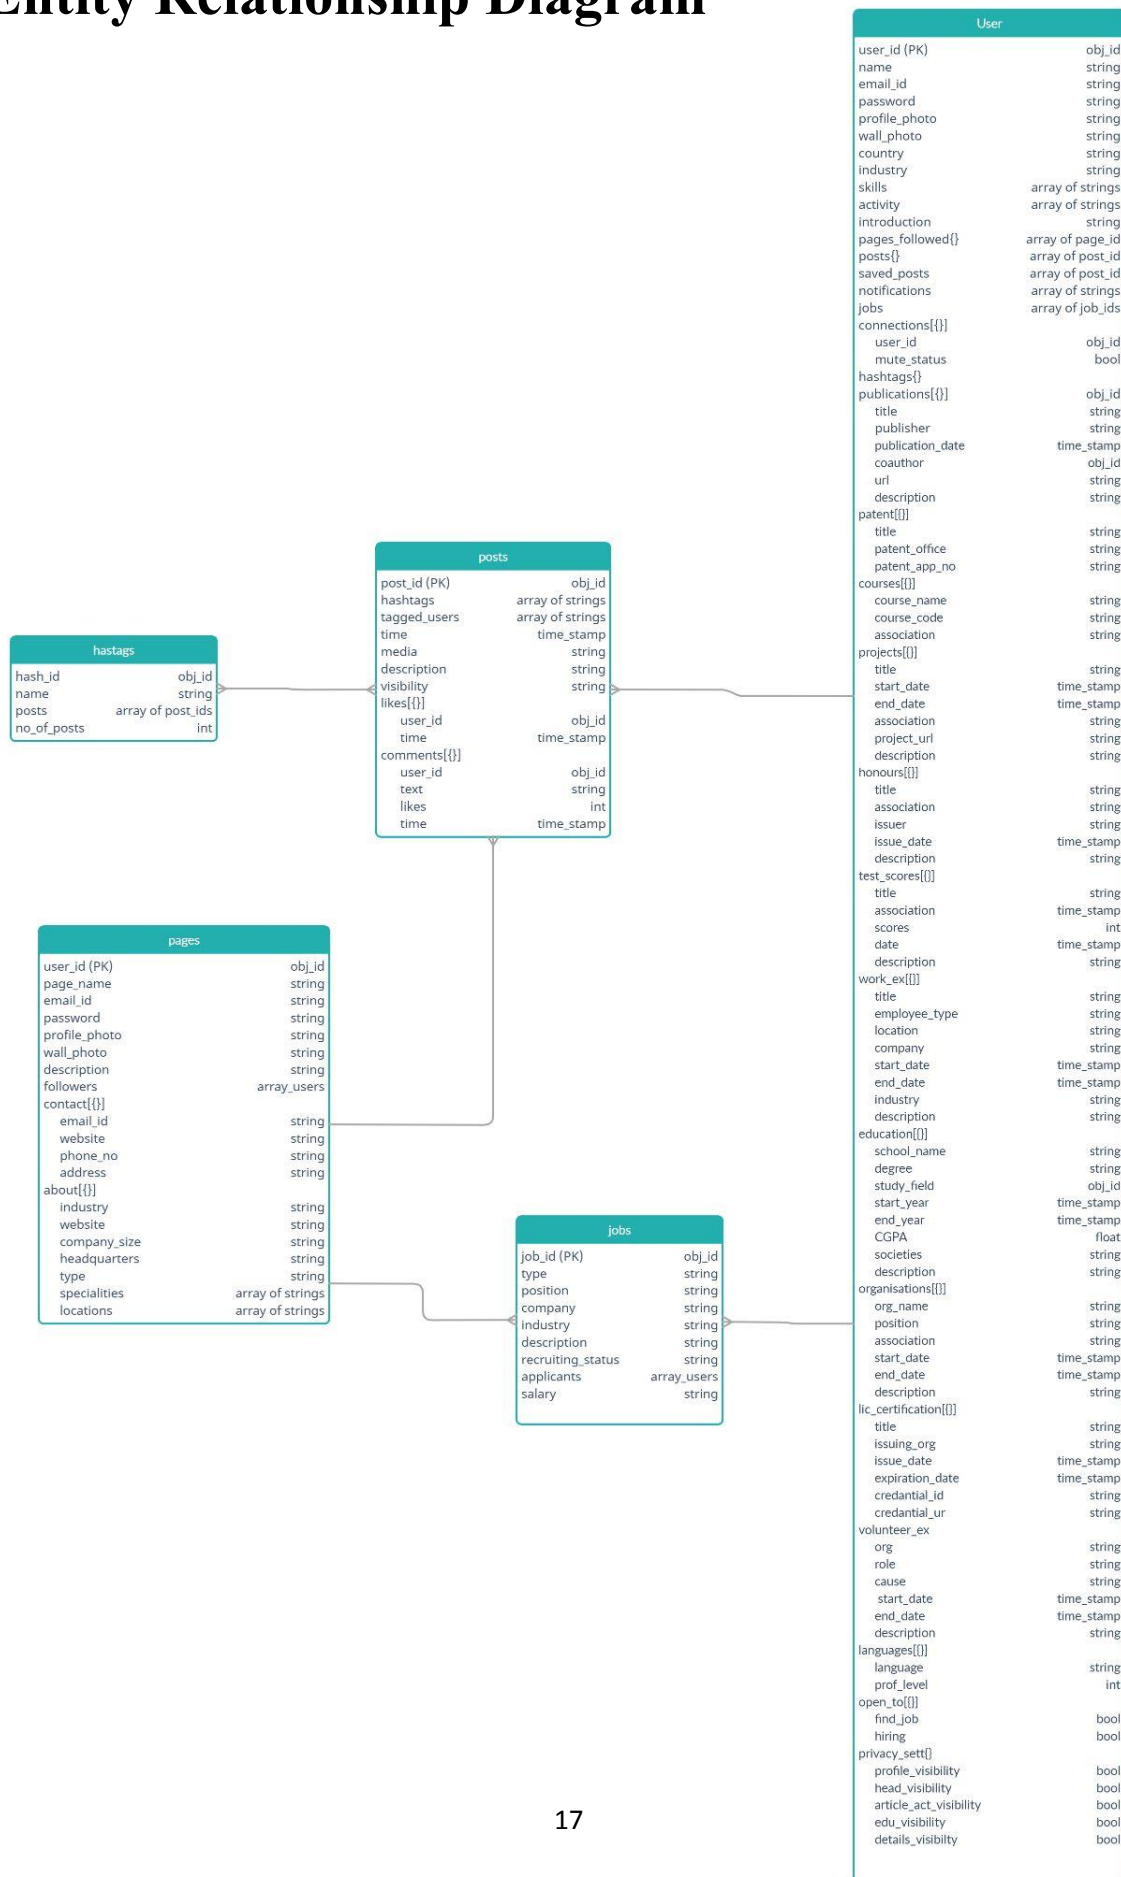 Entity Relationship Diagram
User
user_id (PK) obj_id
name string
email_id string
password string
profile_photo string
wall_photo string
country string
industry string
skills array of strings
activity array of strings
introduction string
pages_followed{} array of page_id
posts{} array of post_id
saved_posts array of post_id
notifications array of strings
jobs array of job_ids
connections[{}]
user_id obj_id
mute_status bool
hashtags{}
publications[{}] obj_id
title string
publisher string
publication_date time_stamp
coauthor obj_id
url string
description string
patent[{}]
title string
patent_office string
patent_app_no string
courses[{}]
course_name string
course_code string
association string
projects[{}]
title string
start_date time_stamp
end_date time_stamp
association string
project_url string
description string
honours[{}]
title string
association string
issuer string
issue_date time_stamp
description string
test_scores[{}]
title string
association time_stamp
scores int
date time_stamp
description string
work_ex[{}]
title string
employee_type string
location string
company string
start_date time_stamp
end_date time_stamp
industry string
description string
education[{}]
school_name string
degree string
study_field obj_id
start_year time_stamp
end_year time_stamp
CGPA float
societies string
description string
organisations[{}]
org_name string
position string
association string
start_date time_stamp
end_date time_stamp
description string
lic_certification[{}]
title string
issuing_org string
issue_date time_stamp
expiration_date time_stamp
credantial_id string
credantial_ur string
volunteer_ex
org string
role string
cause string
start_date time_stamp
end_date time_stamp
description string
languages[{}]
language string
prof_level int
open_to[{}]
find_job bool
hiring bool
privacy_sett{}
profile_visibility bool
head_visibility bool
article_act_visibility bool
edu_visibility bool
details_visibilty bool
posts
post_id (PK) obj_id
hashtags array of strings
tagged_users array of strings
time time_stamp
media string
description string
visibility string
likes[{}]
user_id obj_id
time time_stamp
comments[{}]
user_id obj_id
text string
likes int
time time_stamp
hastags
hash_id obj_id
name string
posts array of post_ids
no_of_posts int
pages
user_id (PK) obj_id
page_name string
email_id string
password string
profile_photo string
wall_photo string
description string
followers array_users
contact[{}]
email_id string
website string
phone_no string
address string
about[{}]
industry string
website string
company_size string
headquarters string
type string
specialities array of strings
locations array of strings
jobs
job_id (PK) obj_id
type string
position string
company string
industry string
description string
recruiting_status string
applicants array_users
salary string
17